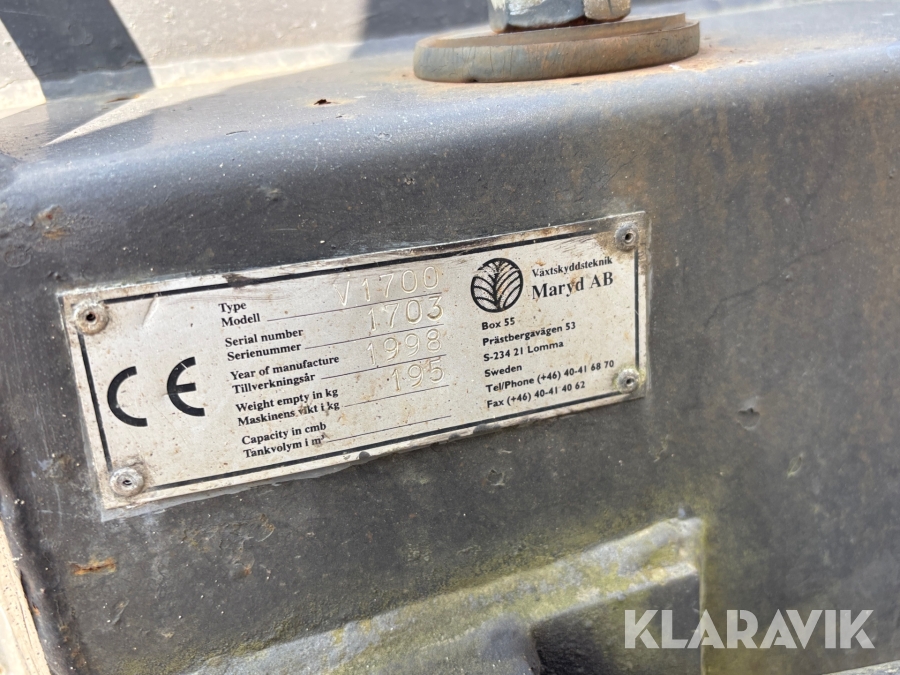 CE
Type
Modell V1700
Serial number
Serienummer 1703
Year of manufacture
Tillverkningsår 1998
Weight empty in kg
Maskinens vikt i kg 195
Capacity in cmb
Tankvolym i m³
Växtskyddsteknik
Maryd AB
Box 55
Prästbergavägen 53
S-234 21 Lomma
Sweden
Tel/Phone (+46) 40-41 68 70
Fax (+46) 40-41 40 62
KLARAVIK